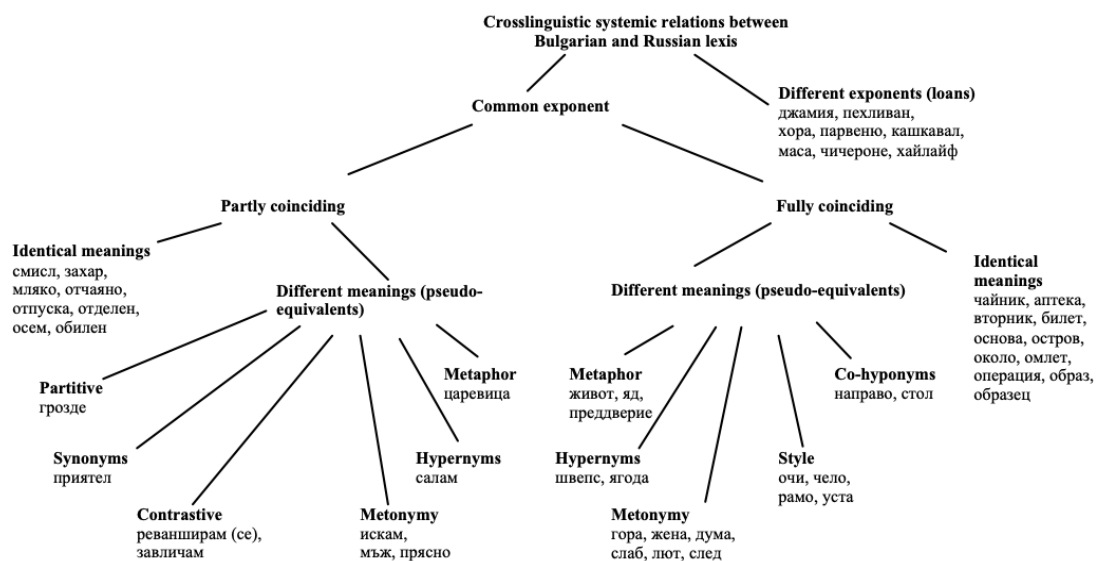 Crosslinguistic systemic relations between
Bulgarian and Russian lexis
Common exponent
Different exponents (loans)
джамия, пехливан,
хора, парвеню, кашкавал,
маса, чичероне, хайлайф
Partly coinciding
Fully coinciding
Identical meanings
смисл, захар,
мляко, отчаяно,
отпуска, отделен,
осем, обилен
Different meanings (pseudo-
equivalents)
Different meanings (pseudo-equivalents)
Identical
meanings
чайник, аптека,
вторник, билет,
основа, остров,
около, омлет,
операция, образ,
образец
Partitive
грозде
Metaphor
царевица
Metaphor
живот, яд,
преддверие
Co-hyponyms
направо, стол
Synonyms
приятел
Hypernyms
салам
Hypernyms
швепс, ягода
Style
очи, чело,
рамо, уста
Contrastive
реванширам (се),
завличам
Metonymy
искам,
мъж, прясно
Metonymy
гора, жена, дума,
слаб, лют, след